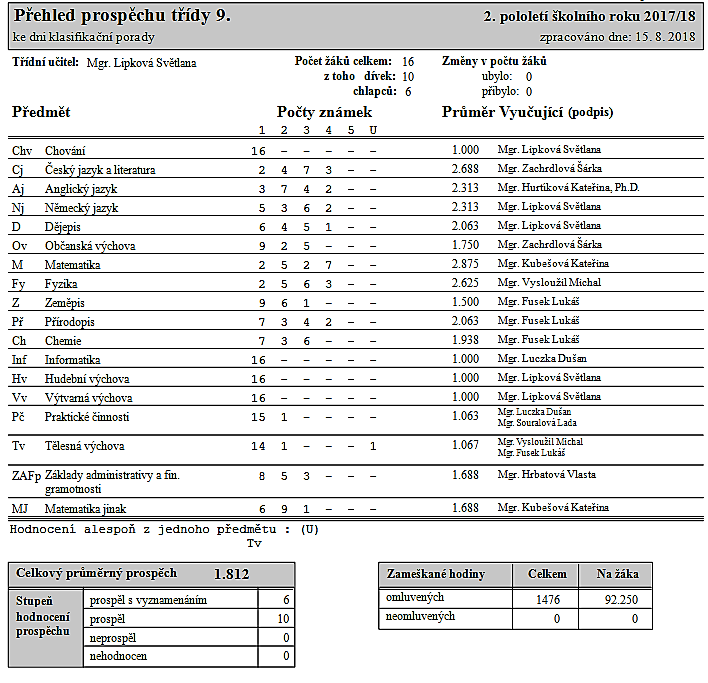 Přehled prospěchu třídy 9. 2. pololetí školního roku 2017/18
ke dni klasifikační porady zpracováno dne: 15. 8. 2018
Třídní učitel: Mgr. Lipková Světlana Počet žáků celkem: 16 Změny v počtu žáků
z toho dívek: 10 ubylo: 0
chlapců: 6 přibylo: 0
Předmět Počty známek Průměr Vyučující (podpis)
1 2 3 4 5 U
Chv Chování 16 – – – – – 1.000 Mgr. Lipková Světlana
Cj Český jazyk a literatura 2 4 7 3 – – 2.688 Mgr. Zachrdlová Šárka
Aj Anglický jazyk 3 7 4 2 – – 2.313 Mgr. Hurtíková Kateřina, Ph.D.
Nj Německý jazyk 5 3 6 2 – – 2.313 Mgr. Lipková Světlana
D Dějepis 6 4 5 1 – – 2.063 Mgr. Lipková Světlana
Ov Občanská výchova 9 2 5 – – – 1.750 Mgr. Zachrdlová Šárka
M Matematika 2 5 2 7 – – 2.875 Mgr. Kubešová Kateřina
Fy Fyzika 2 5 6 3 – – 2.625 Mgr. Vysloužil Michal
Z Zeměpis 9 6 1 – – – 1.500 Mgr. Fusek Lukáš
Př Přírodopis 7 3 4 2 – – 2.063 Mgr. Fusek Lukáš
Ch Chemie 7 3 6 – – – 1.938 Mgr. Fusek Lukáš
Inf Informatika 16 – – – – – 1.000 Mgr. Luczka Dušan
Hv Hudební výchova 16 – – – – – 1.000 Mgr. Lipková Světlana
Vv Výtvarná výchova 16 – – – – – 1.000 Mgr. Lipková Světlana
Pč Praktické činnosti 15 1 – – – – 1.063 Mgr. Luczka Dušan
Mgr. Souralová Lada
Tv Tělesná výchova 14 1 – – – 1 1.067 Mgr. Vysloužil Michal
Mgr. Fusek Lukáš
ZAFp Základy administrativy a fin. 8 5 3 – – – 1.688 Mgr. Hrbatová Vlasta
gramotnosti
MJ Matematika jinak 6 9 1 – – – 1.688 Mgr. Kubešová Kateřina
Hodnocení alespoň z jednoho předmětu : (U)
Tv
Celkový průměrný prospěch 1.812
Stupeň hodnocení prospěchu
prospěl s vyznamenáním 6
prospěl 10
neprospěl 0
nehodnocen 0
Zameškané hodiny Celkem Na žáka
omluvených 1476 92.250
neomluvených 0 0